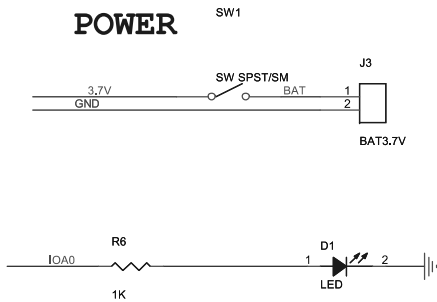 SW1
POWER
J3
SW SPST/SM
3.7V BAT 1
GND 2
BAT3.7V
R6 D1
IOA0 1 2
LED
1K